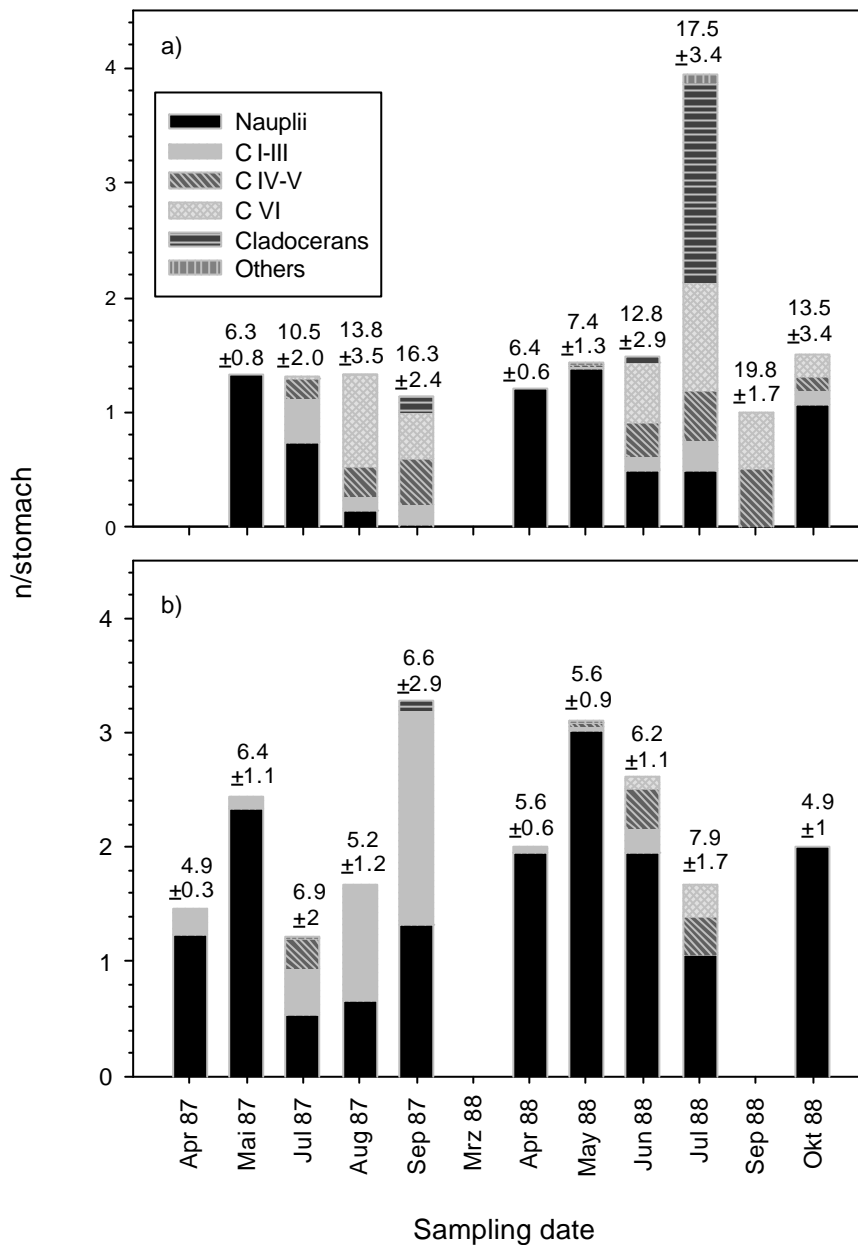 a)
Nauplii
C I-III
C IV-V
C VI
Cladocerans
Others
4
3
2
1
0
6.3
±0.8
10.5
±2.0
13.8
±3.5
16.3
±2.4
6.4
±0.6
7.4
±1.3
12.8
±2.9
17.5
±3.4
19.8
±1.7
13.5
±3.4
n/stomach
b)
4
3
2
1
0
4.9
±0.3
6.4
±1.1
6.9
±2
5.2
±1.2
6.6
±2.9
5.6
±0.6
5.6
±0.9
6.2
±1.1
7.9
±1.7
4.9
±1
Apr 87
Mai 87
Jul 87
Aug 87
Sep 87
Mrz 88
Apr 88
May 88
Jun 88
Jul 88
Sep 88
Okt 88
Sampling date